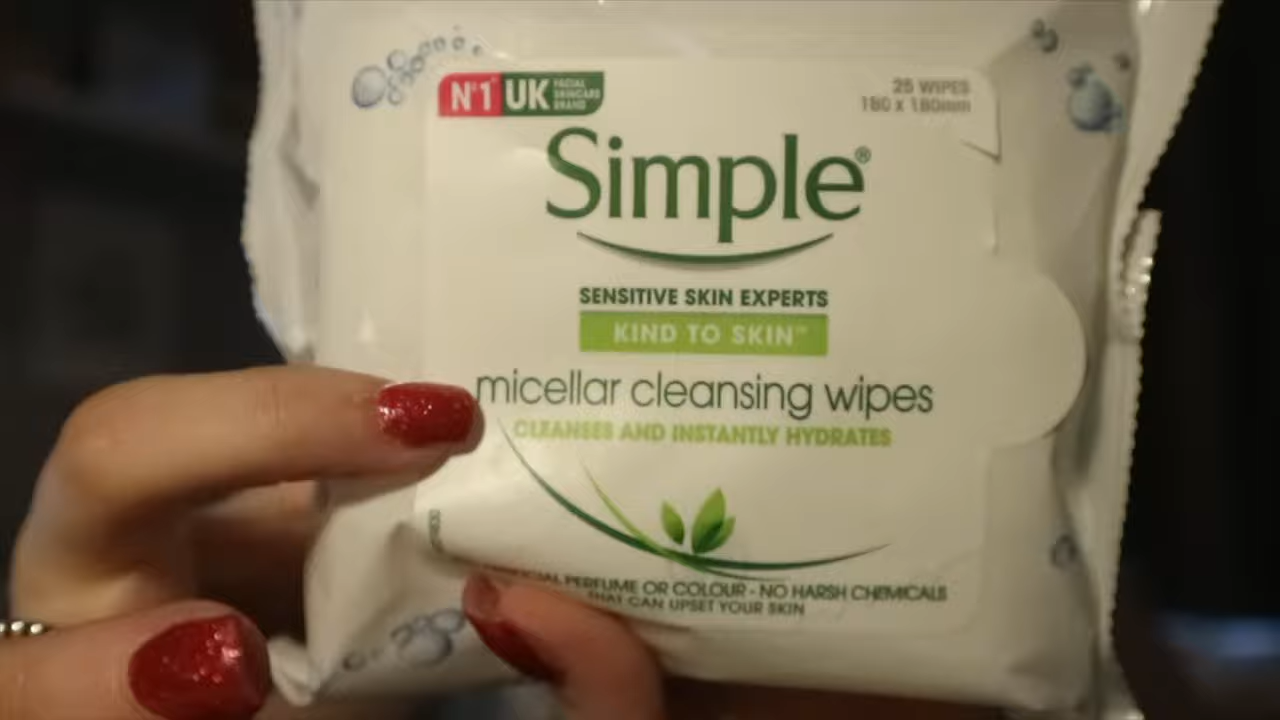 N°1 UK FACIAL SKINCARE BRAND
25 WIPES
180 x 180mm
Simple®
SENSITIVE SKIN EXPERTS
KIND TO SKIN™
micellar cleansing wipes
CLEANSES AND INSTANTLY HYDRATES
PERFUME OR COLOUR - NO HARSH CHEMICALS
THAT CAN UPSET YOUR SKIN